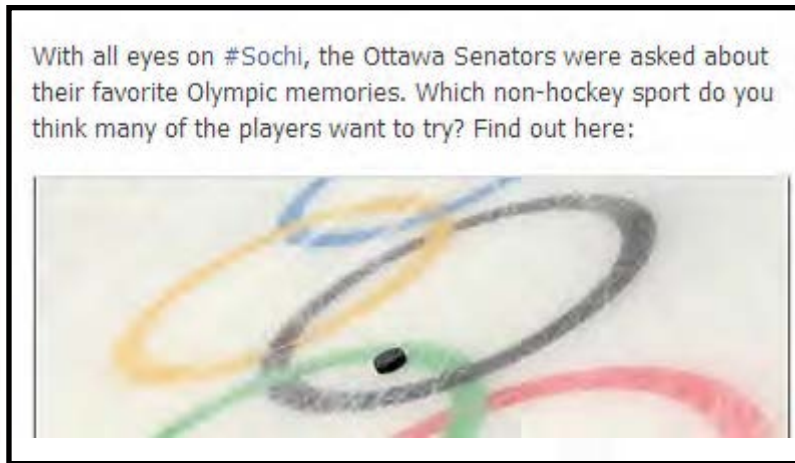 With all eyes on #Sochi, the Ottawa Senators were asked about
their favorite Olympic memories. Which non-hockey sport do you
think many of the players want to try? Find out here: